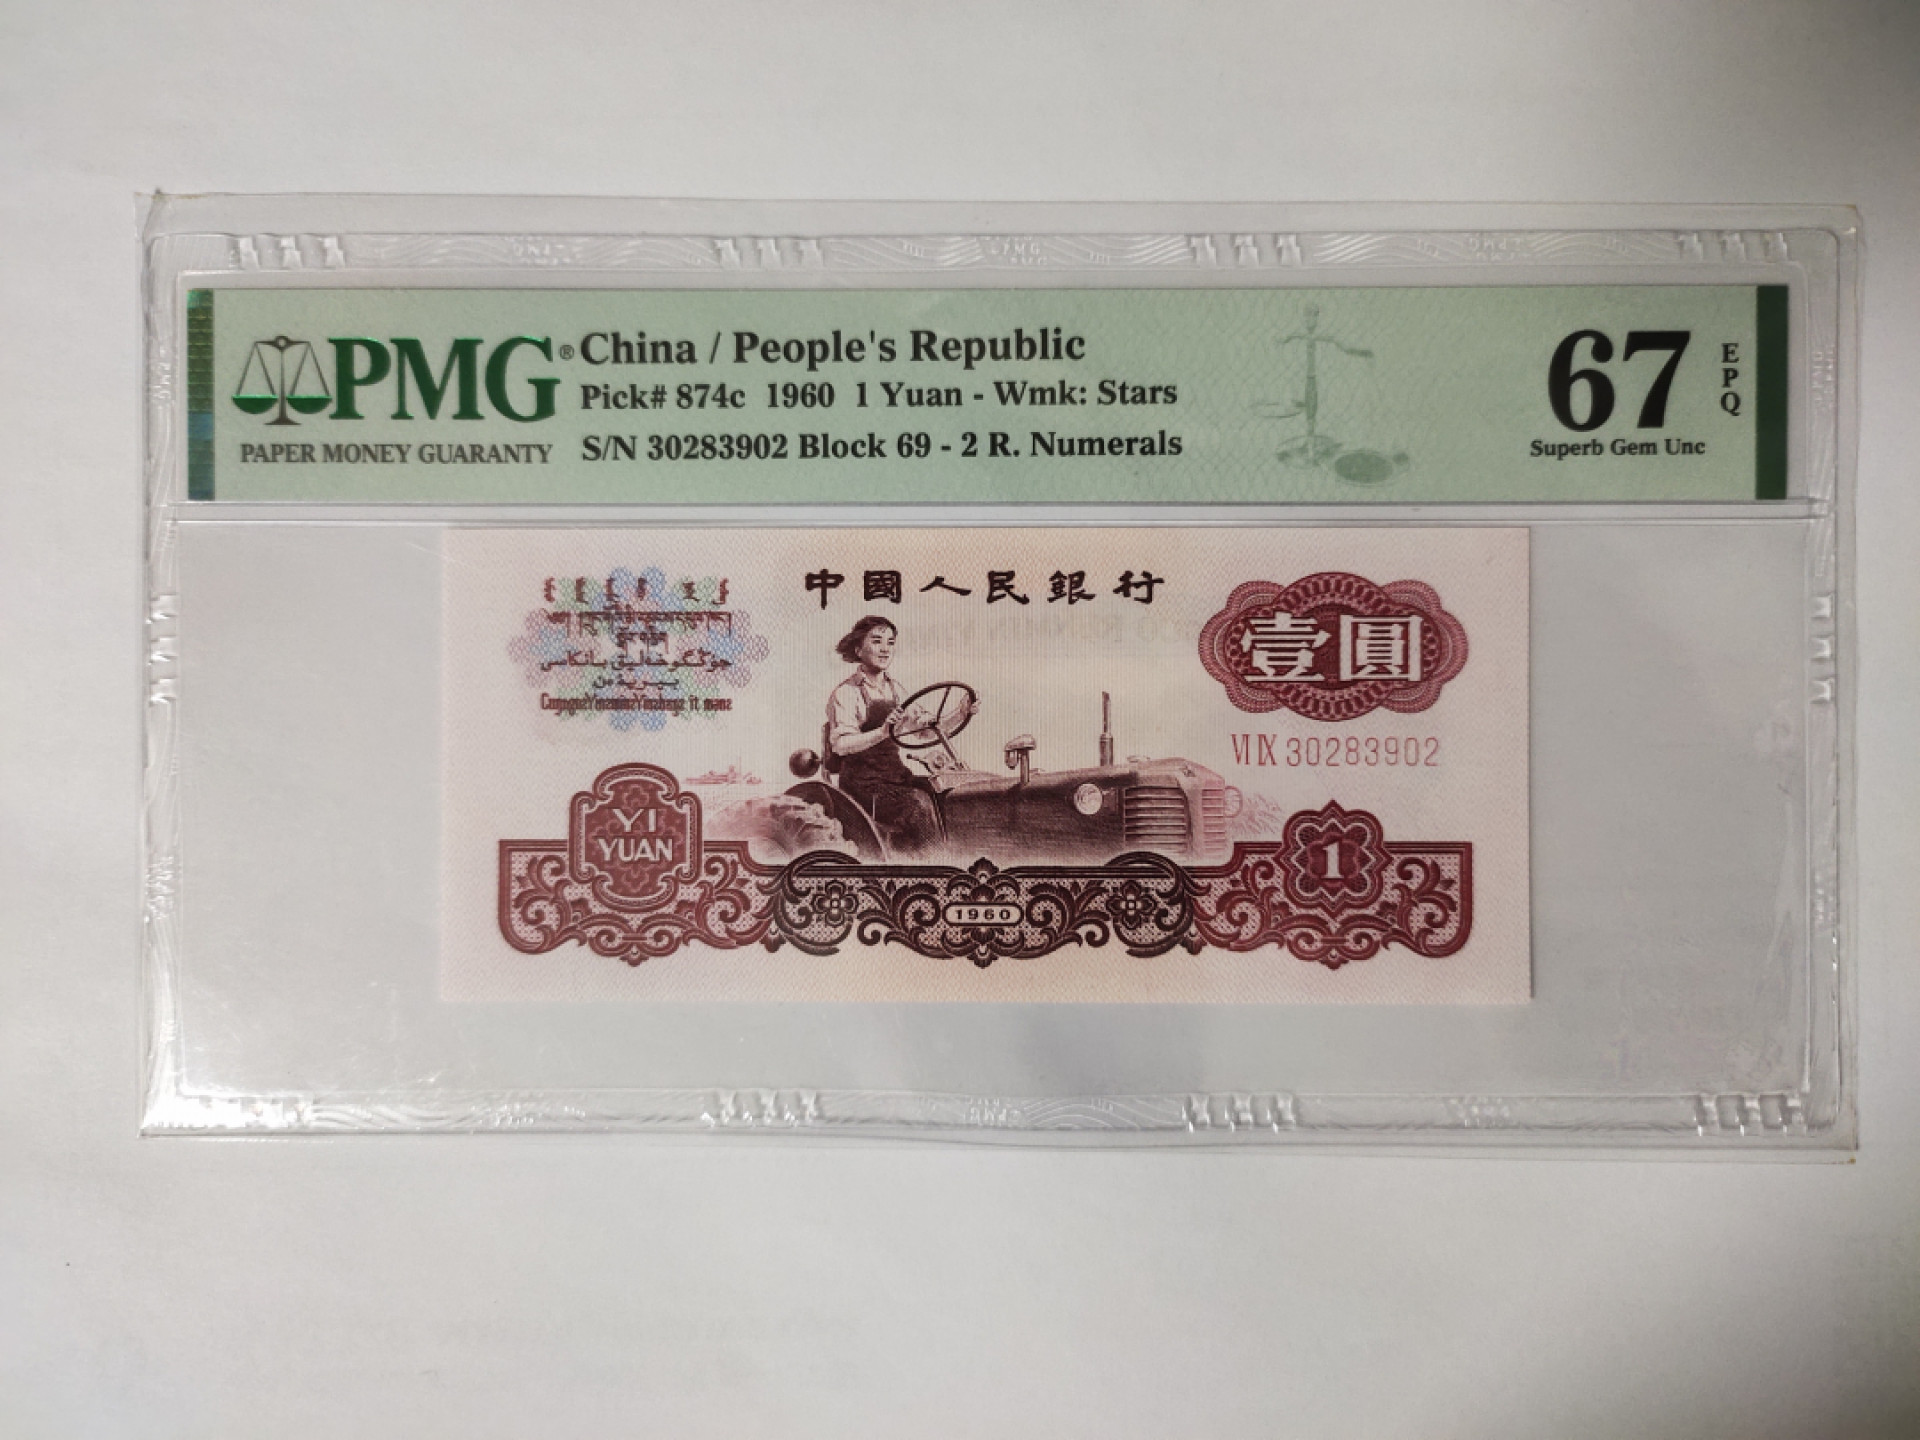 PMG® China / People's Republic
Pick# 874c 1960 1 Yuan - Wmk: Stars
PAPER MONEY GUARANTY S/N 30283902 Block 69 - 2 R. Numerals
67 EPQ
Superb Gem Unc
中國人民銀行
壹圓
VI IX 30283902
YI
YUAN
1
1960